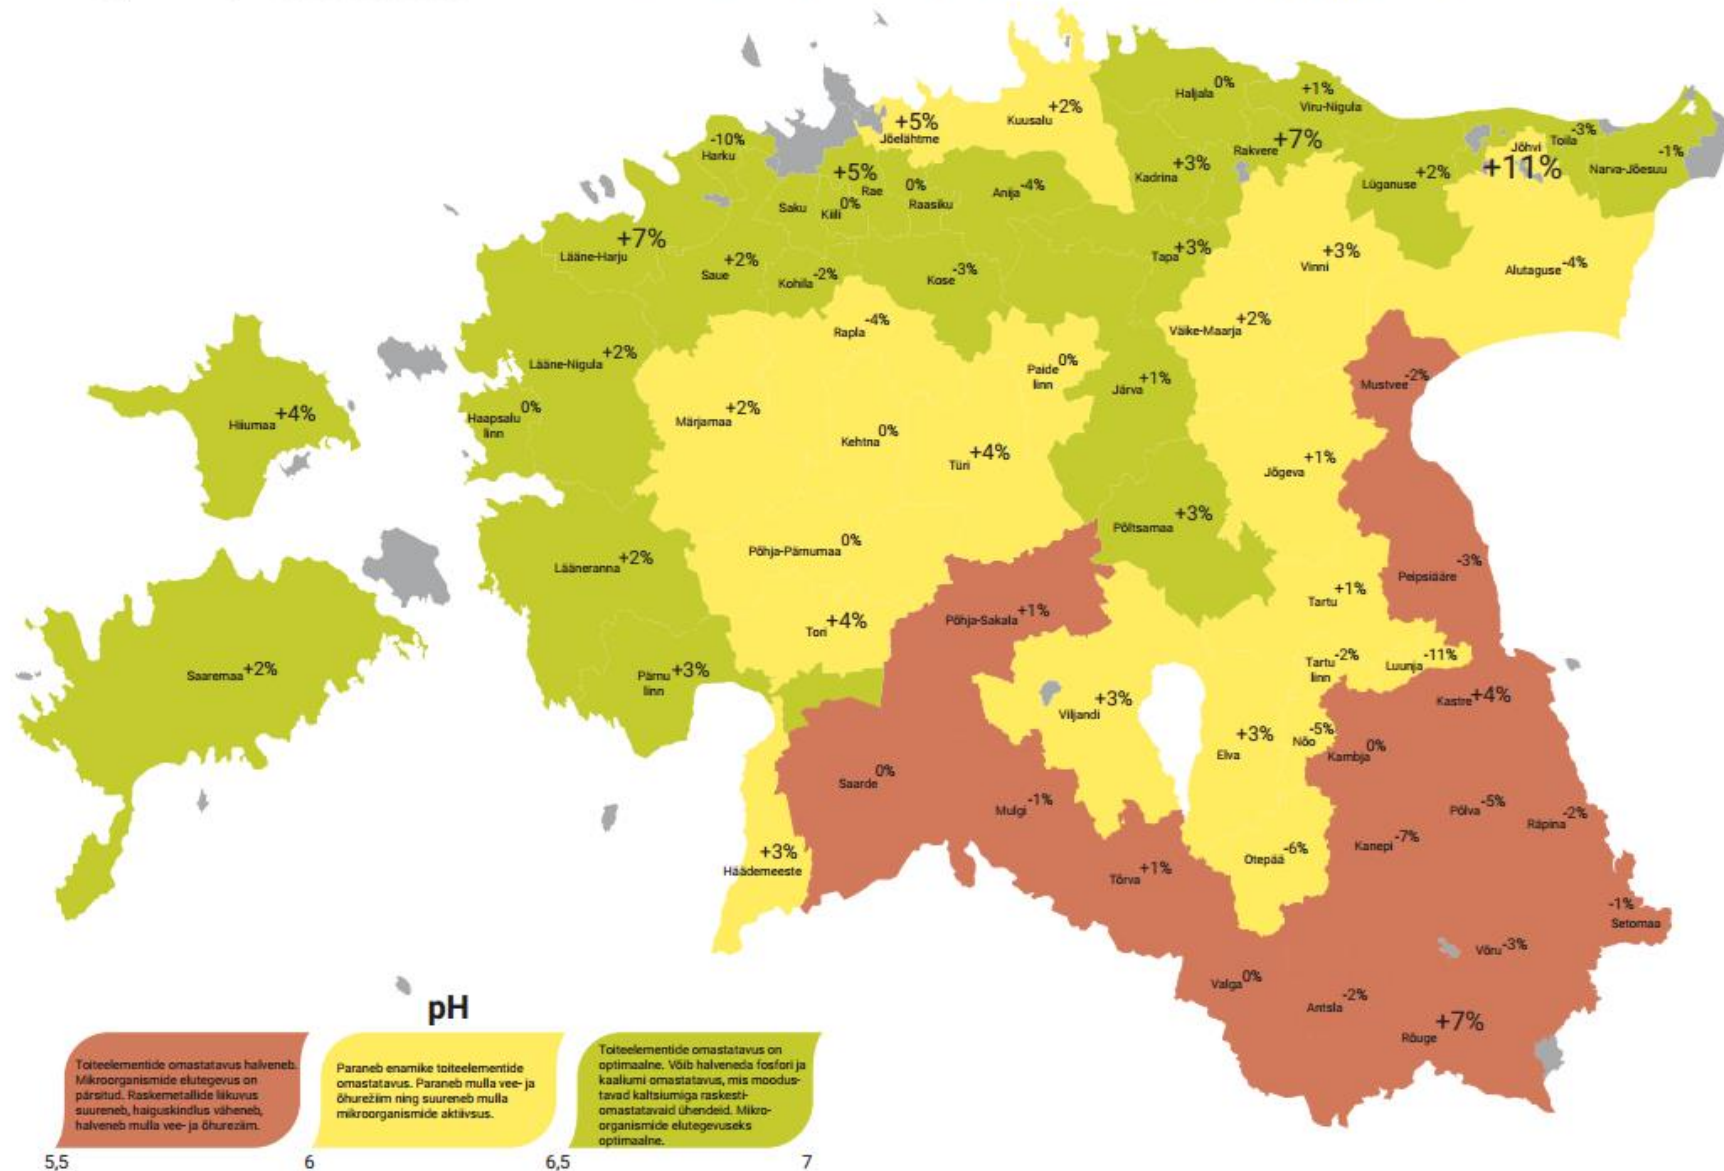 Haljala 0%
+1%
Viru-Nigula
+2%
Kuusalu
+5%
Jõelähtme
-10%
Harku
Rakvere +7%
Kadrina +3%
Lüganuse +2%
Jõhvi
+11%
Toila -3%
-1%
Narva-Jõesuu
+5%
Rae
0%
Raasiku
Anija -4%
Saku
Kiili 0%
+7%
Lääne-Harju
Saue +2%
Kohila -2%
Kose -3%
Tapa +3%
Vinni +3%
Alutaguse -4%
Rapla -4%
Väike-Maarja +2%
Lääne-Nigula +2%
Paide 0%
linn
Järva +1%
Mustvee -2%
Hiiumaa +4%
Haapsalu 0%
linn
Märjamaa +2%
Kehtna 0%
Türi +4%
Jõgeva +1%
Põltsamaa +3%
Põhja-Pärnumaa 0%
Lääneranna +2%
Peipsiääre -3%
Tartu +1%
Põhja-Sakala +1%
Tori +4%
Saaremaa +2%
Pärnu +3%
linn
Tartu -2%
linn
Luunja -11%
Kastre +4%
Viljandi +3%
Elva +3%
Nõo -5%
Kambja 0%
Saarde 0%
Mulgi -1%
Põlva -5%
Räpina -2%
Kanepi -7%
+3%
Häädemeeste
Otepää -6%
Tõrva +1%
-1%
Setomaa
Võru -3%
Valga 0%
Antsla -2%
Rõuge +7%
pH
Toiteelementide omastatavus halveneb.
Mikroorganismide elutegevus on
pärsitud. Raskemetallide liikuvus
suureneb, haiguskindlus väheneb,
halveneb mulla vee- ja õhurežiim.
Paraneb enamike toiteelementide
omastatavus. Paraneb mulla vee- ja
õhurežiim ning suureneb mulla
mikroorganismide aktiivsus.
Toiteelementide omastatavus on
optimaalne. Võib halveneda fosfori ja
kaaliumi omastatavus, mis moodus-
tavad kaltsiumiga raskesti-
omastatavaid ühendeid. Mikro-
organismide elutegevuseks
optimaalne.
5,5 6 6,5 7